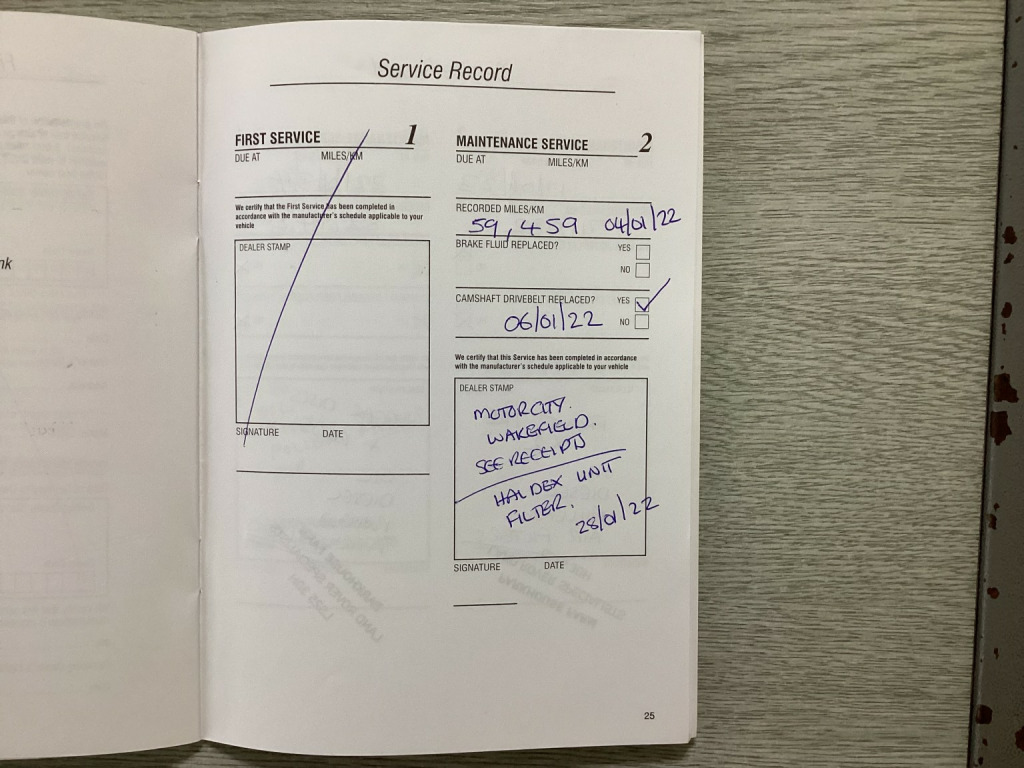 nk
Service Record
FIRST SERVICE 1
DUE AT MILES/KM
We certify that the First Service has been completed in
accordance with the manufacturer's schedule applicable to your
vehicle
DEALER STAMP
SIGNATURE DATE
MAINTENANCE SERVICE 2
DUE AT MILES/KM
RECORDED MILES/KM
59,459 04/01/22
BRAKE FLUID REPLACED? YES
NO
CAMSHAFT DRIVEBELT REPLACED? YES
06/01/22 NO
We certify that this Service has been completed in accordance
with the manufacturer's schedule applicable to your vehicle
DEALER STAMP
MOTORCITY.
WAKEFIELD.
SEE RECEIPTS
HALDEX UNIT
FILTER.
28/01/22
SIGNATURE DATE
25